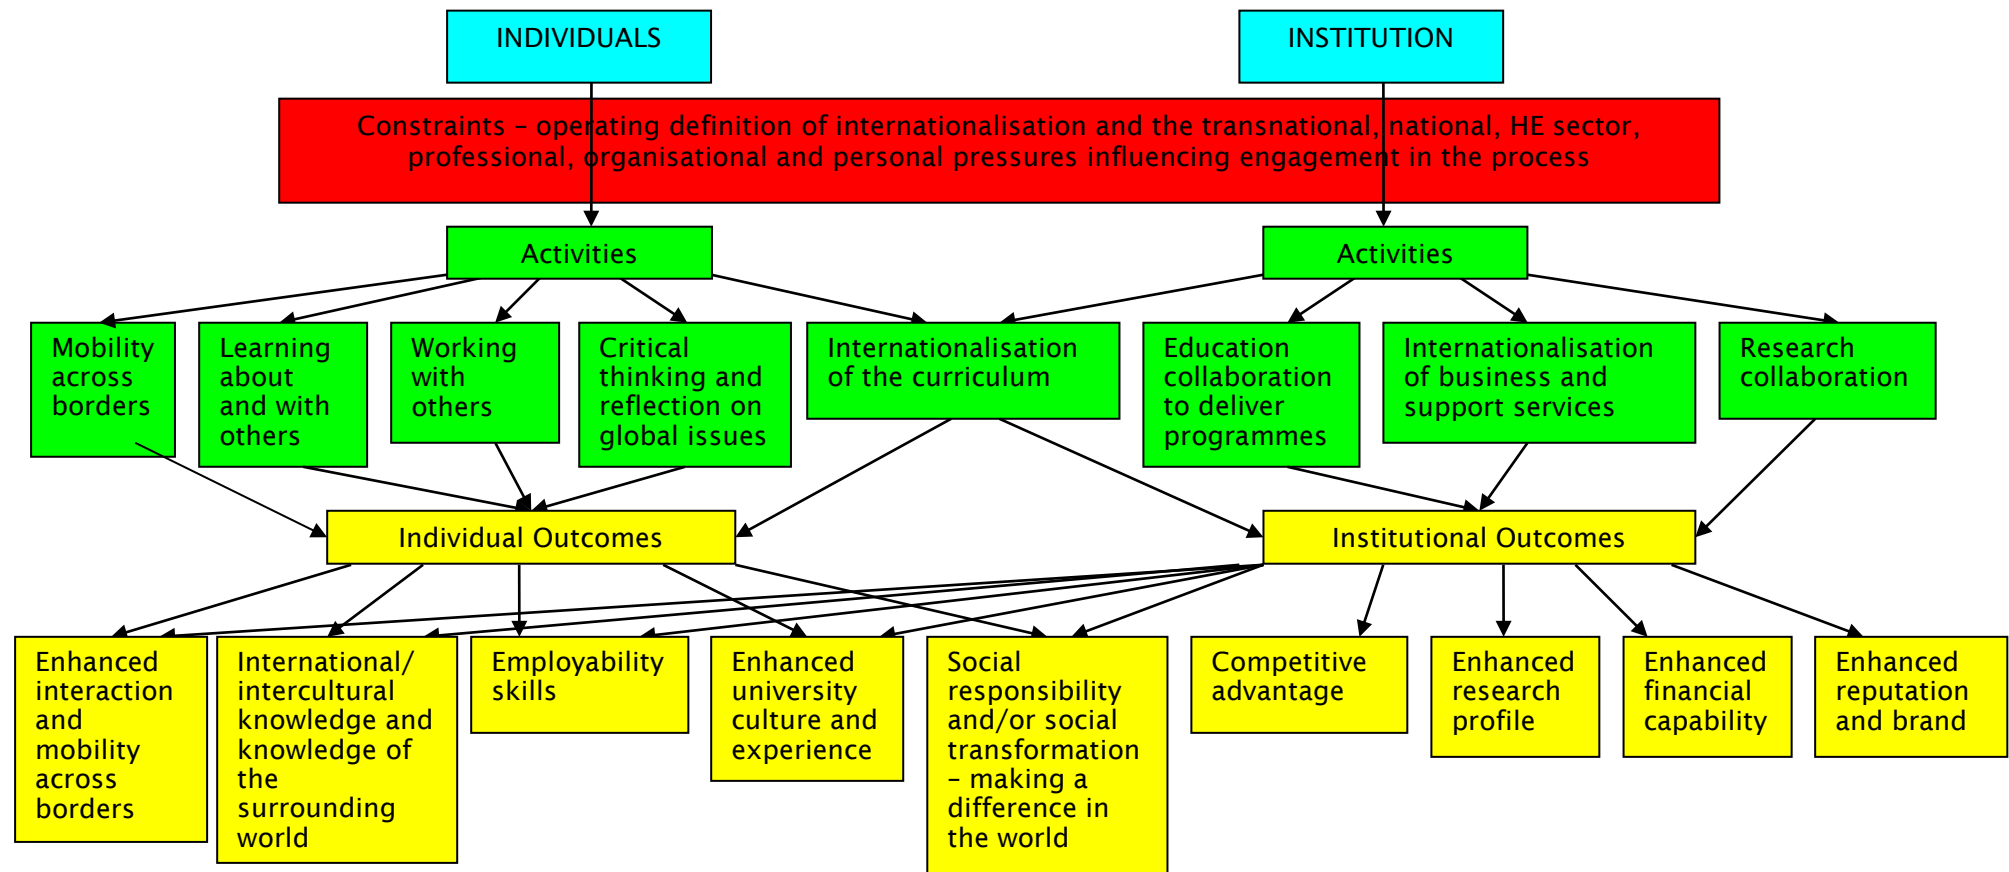 INDIVIDUALS
INSTITUTION
Constraints – operating definition of internationalisation and the transnational, national, HE sector,
professional, organisational and personal pressures influencing engagement in the process
Activities
Activities
Mobility
across
borders
Learning
about
and with
others
Working
with
others
Critical
thinking and
reflection on
global issues
Internationalisation
of the curriculum
Education
collaboration
to deliver
programmes
Internationalisation
of business and
support services
Research
collaboration
Individual Outcomes
Institutional Outcomes
Enhanced
interaction
and
mobility
across
borders
International/
intercultural
knowledge and
knowledge of
the
surrounding
world
Employability
skills
Enhanced
university
culture and
experience
Social
responsibility
and/or social
transformation
– making a
difference in
the world
Competitive
advantage
Enhanced
research
profile
Enhanced
financial
capability
Enhanced
reputation
and brand